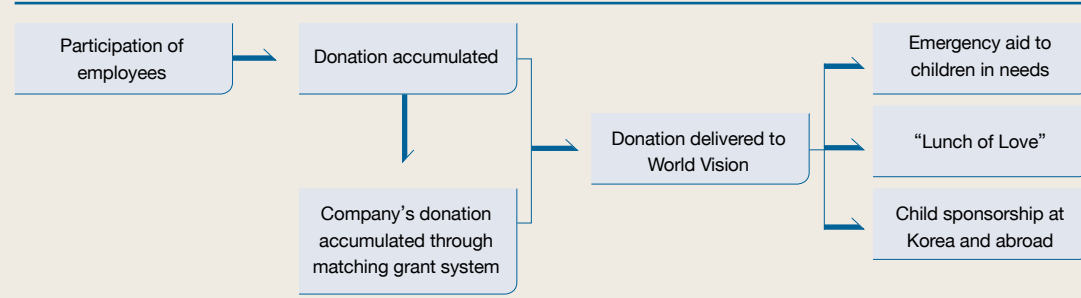 Participation of
employees
Donation accumulated
Company’s donation
accumulated through
matching grant system
Donation delivered to
World Vision
Emergency aid to
children in needs
“Lunch of Love”
Child sponsorship at
Korea and abroad